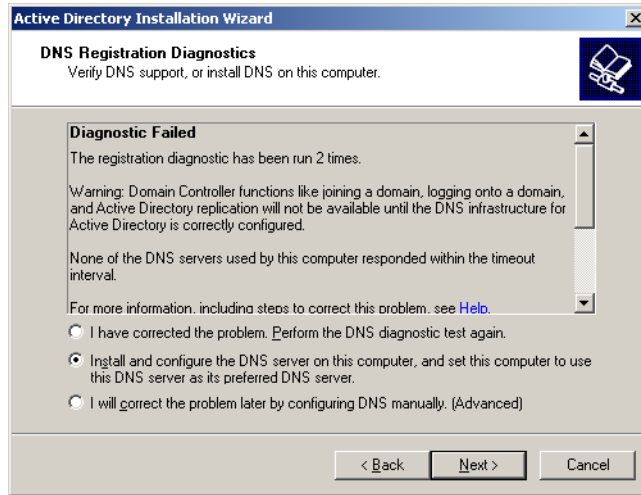 Active Directory Installation Wizard
DNS Registration Diagnostics
Verify DNS support, or install DNS on this computer.
Diagnostic Failed
The registration diagnostic has been run 2 times.
Warning: Domain Controller functions like joining a domain, logging onto a domain,
and Active Directory replication will not be available until the DNS infrastructure for
Active Directory is correctly configured.
None of the DNS servers used by this computer responded within the timeout
interval.
For more information, including steps to correct this problem, see Help.
I have corrected the problem. Perform the DNS diagnostic test again.
Install and configure the DNS server on this computer, and set this computer to use
this DNS server as its preferred DNS server.
I will correct the problem later by configuring DNS manually. (Advanced)
< Back
Next >
Cancel